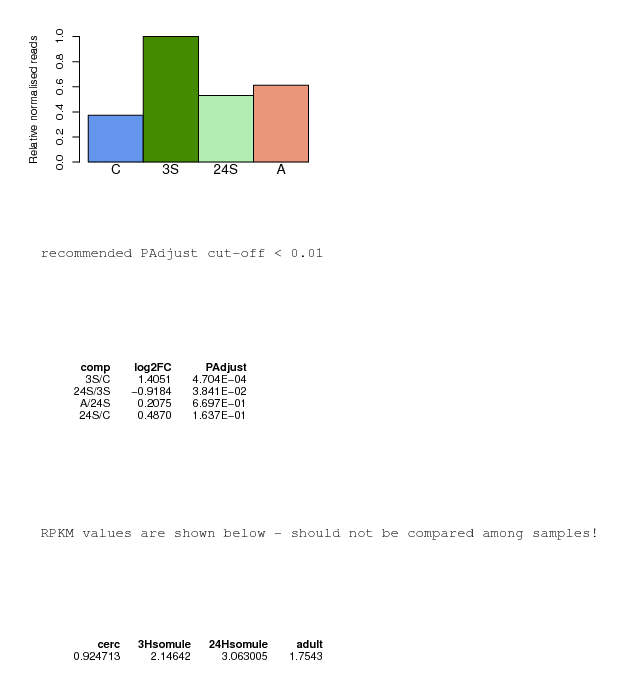 Relative normalised reads
1.0
0.8
0.6
0.4
0.2
0.0
C 3S 24S A
recommended PAdjust cut-off < 0.01
comp log2FC PAdjust
3S/C 1.4051 4.704E−04
24S/3S −0.9184 3.841E−02
A/24S 0.2075 6.697E−01
24S/C 0.4870 1.637E−01
RPKM values are shown below - should not be compared among samples!
cerc 3Hsomule 24Hsomule adult
0.924713 2.14642 3.063005 1.7543